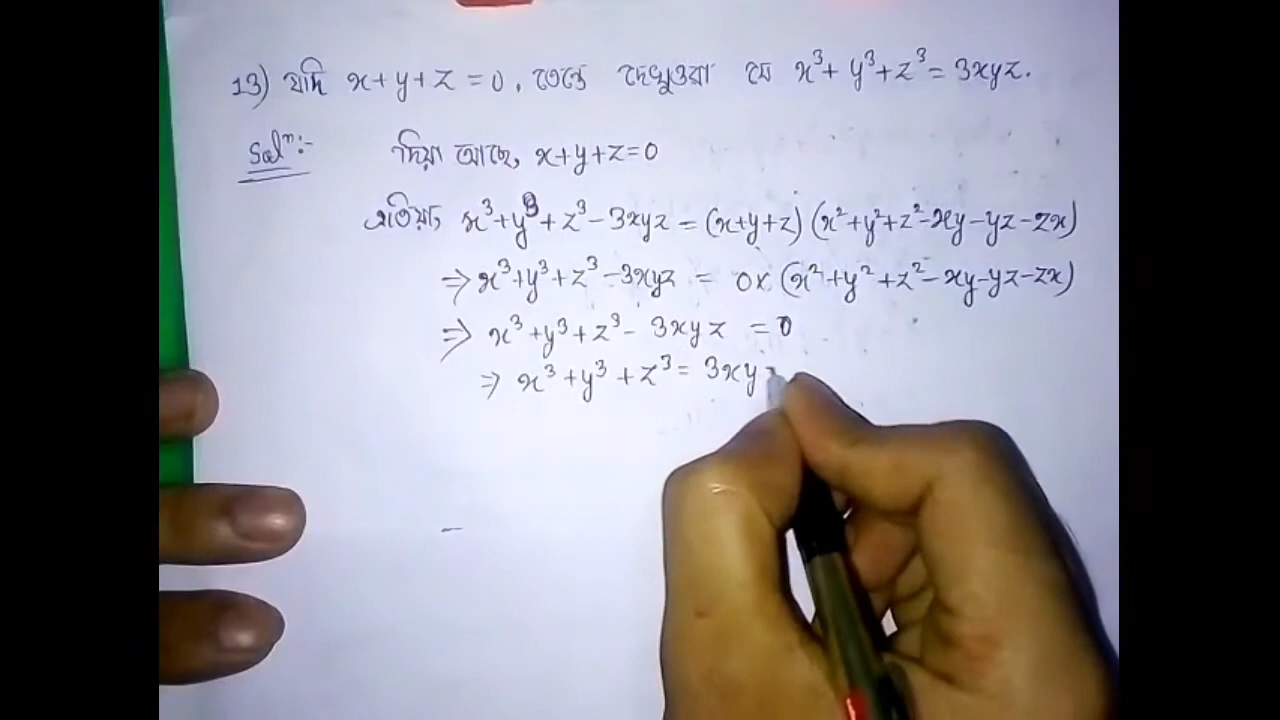 13) যদি x+y+z=0, তেন্তে দেখুওৱা যে x³+y³+z³=3xyz.
Solⁿ:-
দিয়া আছে, x+y+z=0
এতিয়া, x³+y³+z³-3xyz=(x+y+z)(x²+y²+z²-xy-yz-zx)
⇒x³+y³+z³-3xyz = 0×(x²+y²+z²-xy-yz-zx)
⇒ x³+y³+z³-3xyz = 0
⇒ x³+y³+z³ = 3xy